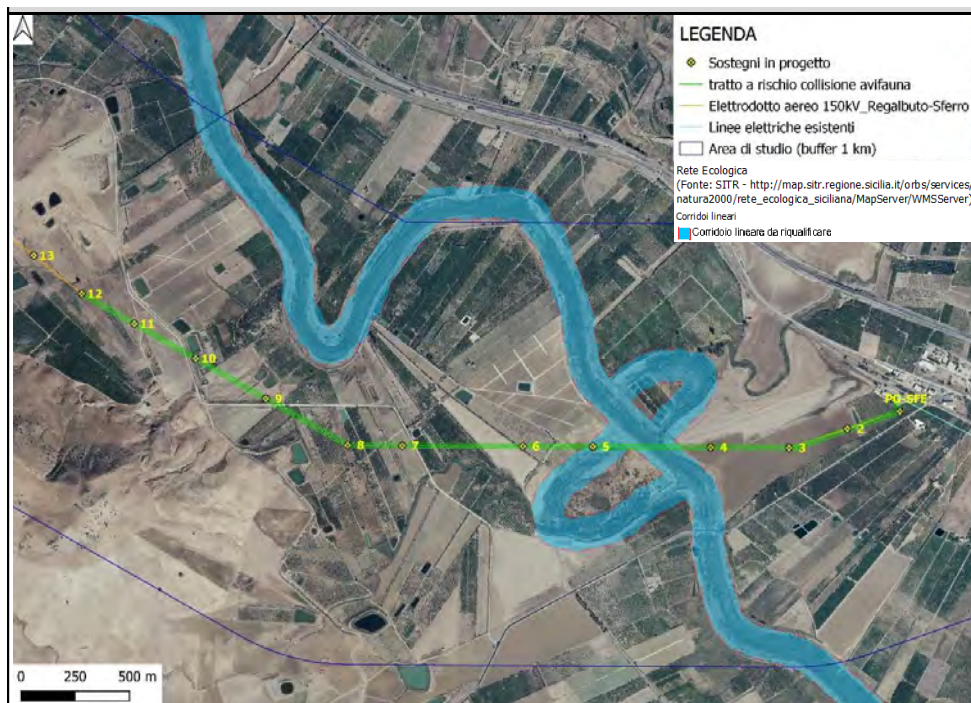 LEGENDA
Sostegni in progetto
tratto a rischio collisione avifauna
Elettrodotto aereo 150kV_Regalbuto-Sferro
Linee elettriche esistenti
Area di studio (buffer 1 km)
Rete Ecologica
(Fonte: SITR - http://map.sitr.regione.sicilia.it/orbs/services/
natura2000/rete_ecologica_siciliana/MapServer/WMSServer)
Corridoi lineari
Corridoio lineare da riqualificare
13
12
11
10
9
8
7
6
5
4
3
2
PO-SFE
0 250 500 m